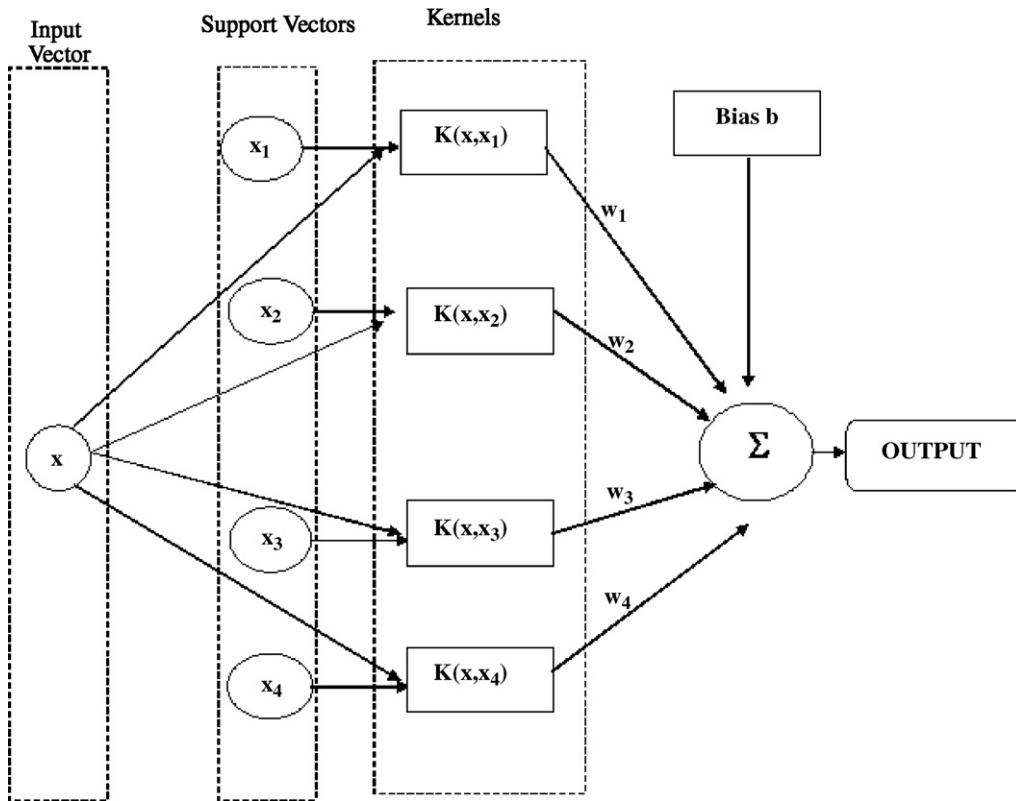 Input
Vector
Support Vectors
Kernels
x₁
K(x,x₁)
Bias b
w₁
x₂
K(x,x₂)
w₂
x
Σ
OUTPUT
w₃
x₃
K(x,x₃)
w₄
x₄
K(x,x₄)